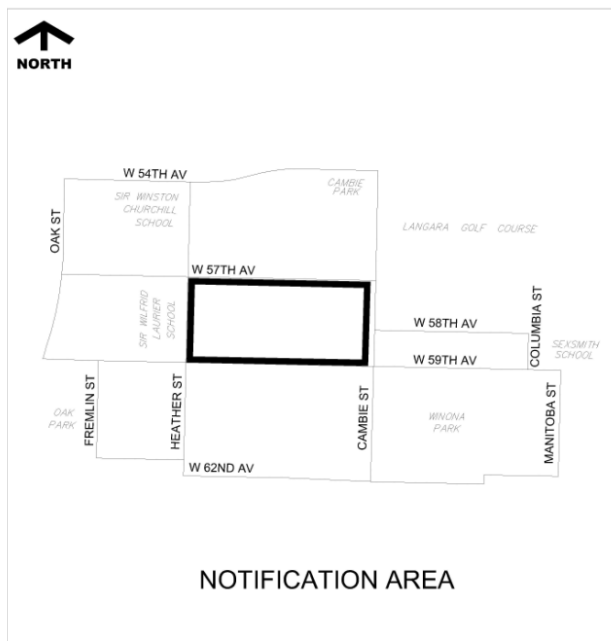 NORTH
W 54TH AV
CAMBIE
PARK
SIR WINSTON
CHURCHILL
SCHOOL
OAK ST
LANGARA GOLF COURSE
W 57TH AV
SIR WILFRID
LAURIER
SCHOOL
W 58TH AV
COLUMBIA ST
SEXSMITH
SCHOOL
W 59TH AV
OAK
PARK
FREMLIN ST
HEATHER ST
CAMBIE ST
WINONA
PARK
MANITOBA ST
W 62ND AV
NOTIFICATION AREA